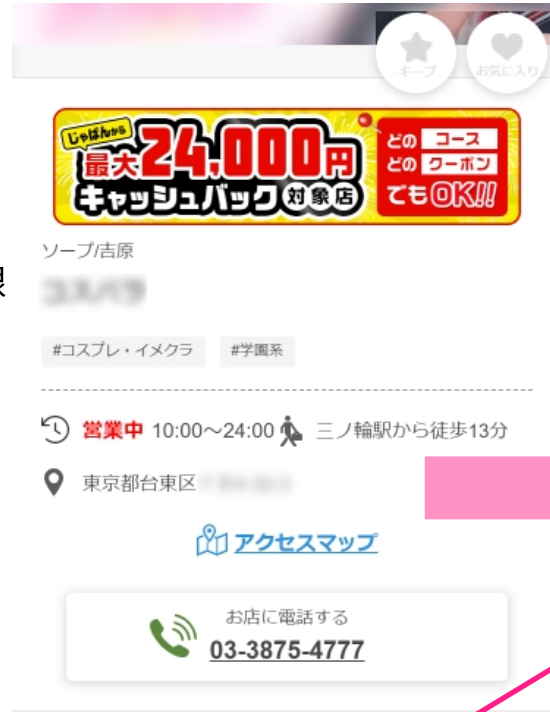 キープ
お気に入り
じゃぱんから
最大24,000円
キャッシュバック対象店
どの コース
どの クーポン
でもOK!!
ソープ/吉原
#コスプレ・イメクラ #学園系
営業中 10:00～24:00 三ノ輪駅から徒歩13分
東京都台東区
アクセスマップ
お店に電話する
03-3875-4777